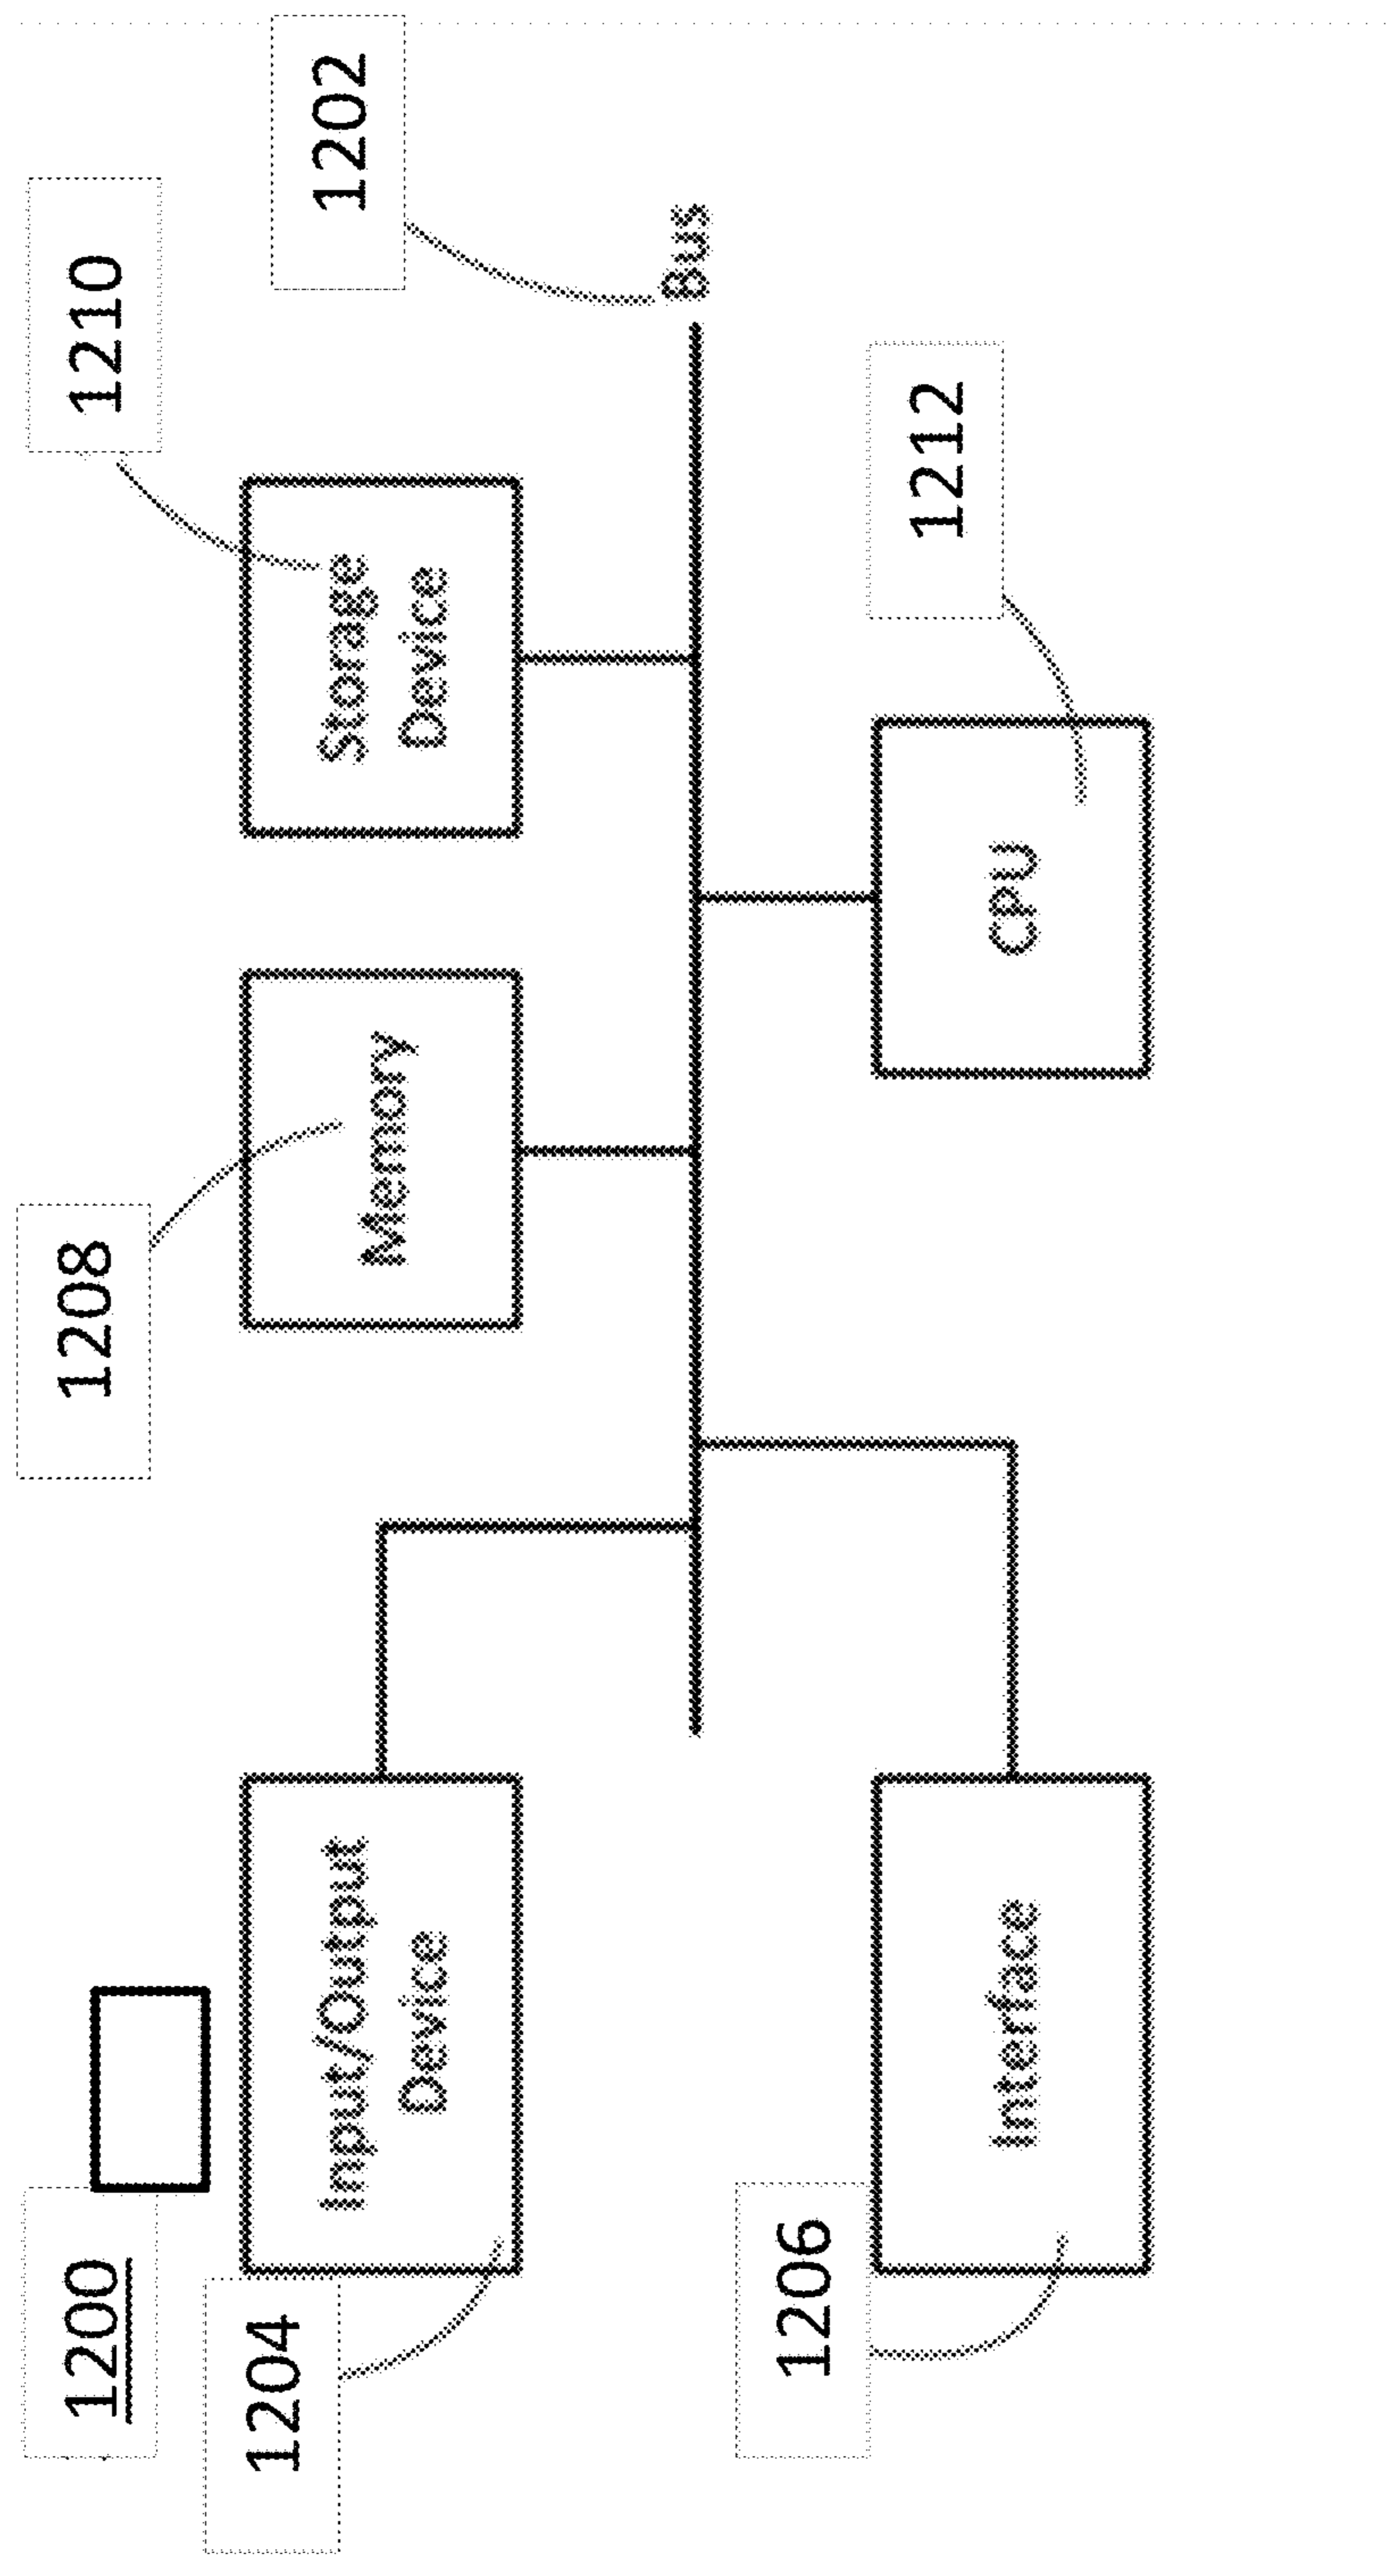 1200
1204
Input/Output
Device
1208
Memory
1210
Storage
Device
1202
Bus
1206
Interface
1212
CPU